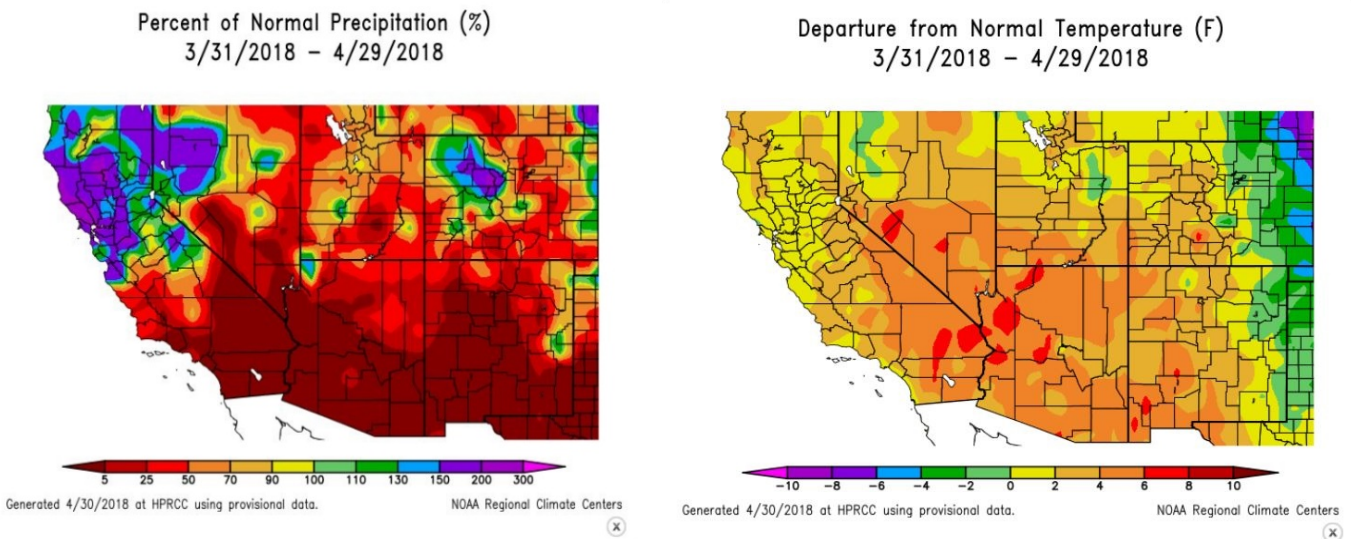 Percent of Normal Precipitation (%)
3/31/2018 – 4/29/2018
5 25 50 70 90 100 110 130 150 200 300
Generated 4/30/2018 at HPRCC using provisional data. NOAA Regional Climate Centers
X
Departure from Normal Temperature (F)
3/31/2018 – 4/29/2018
-10 -8 -6 -4 -2 0 2 4 6 8 10
Generated 4/30/2018 at HPRCC using provisional data. NOAA Regional Climate Centers
X